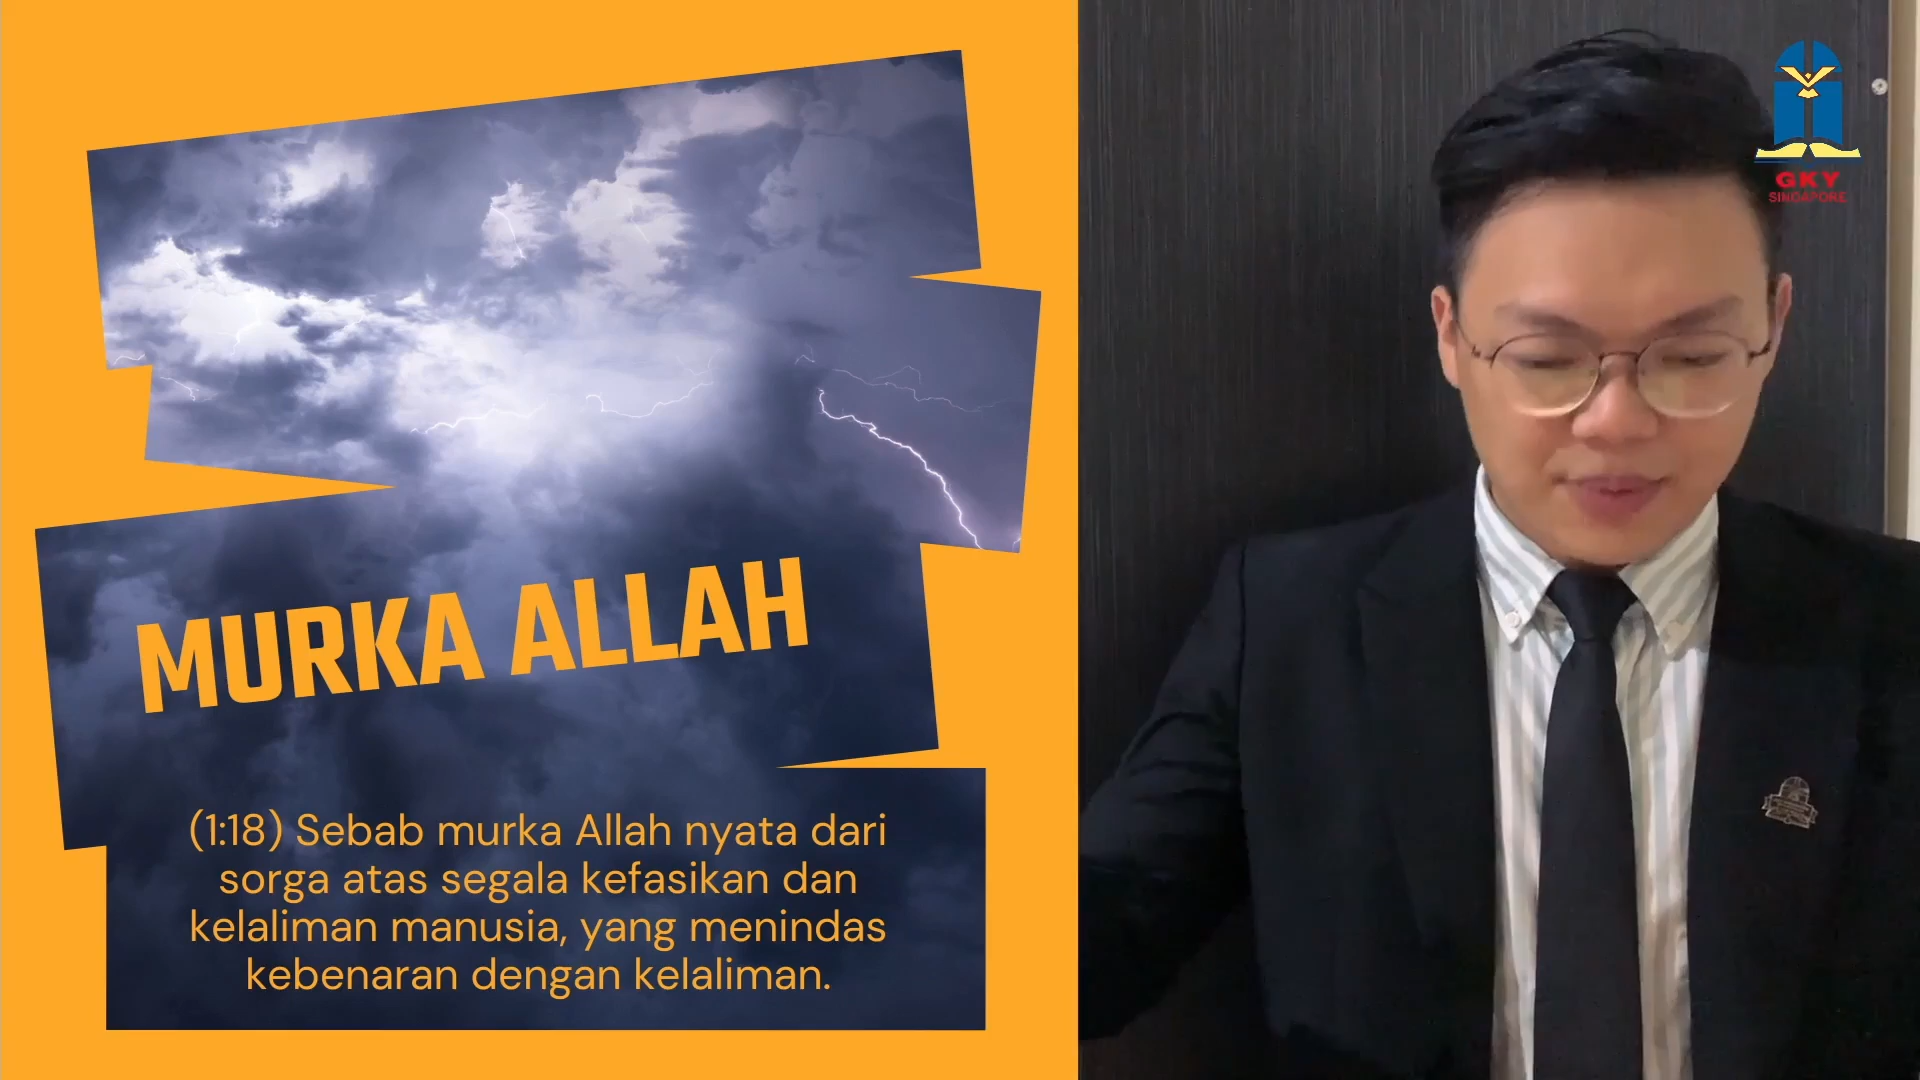 MURKA ALLAH
(1:18) Sebab murka Allah nyata dari
sorga atas segala kefasikan dan
kelaliman manusia, yang menindas
kebenaran dengan kelaliman.
GKY
SINGAPORE